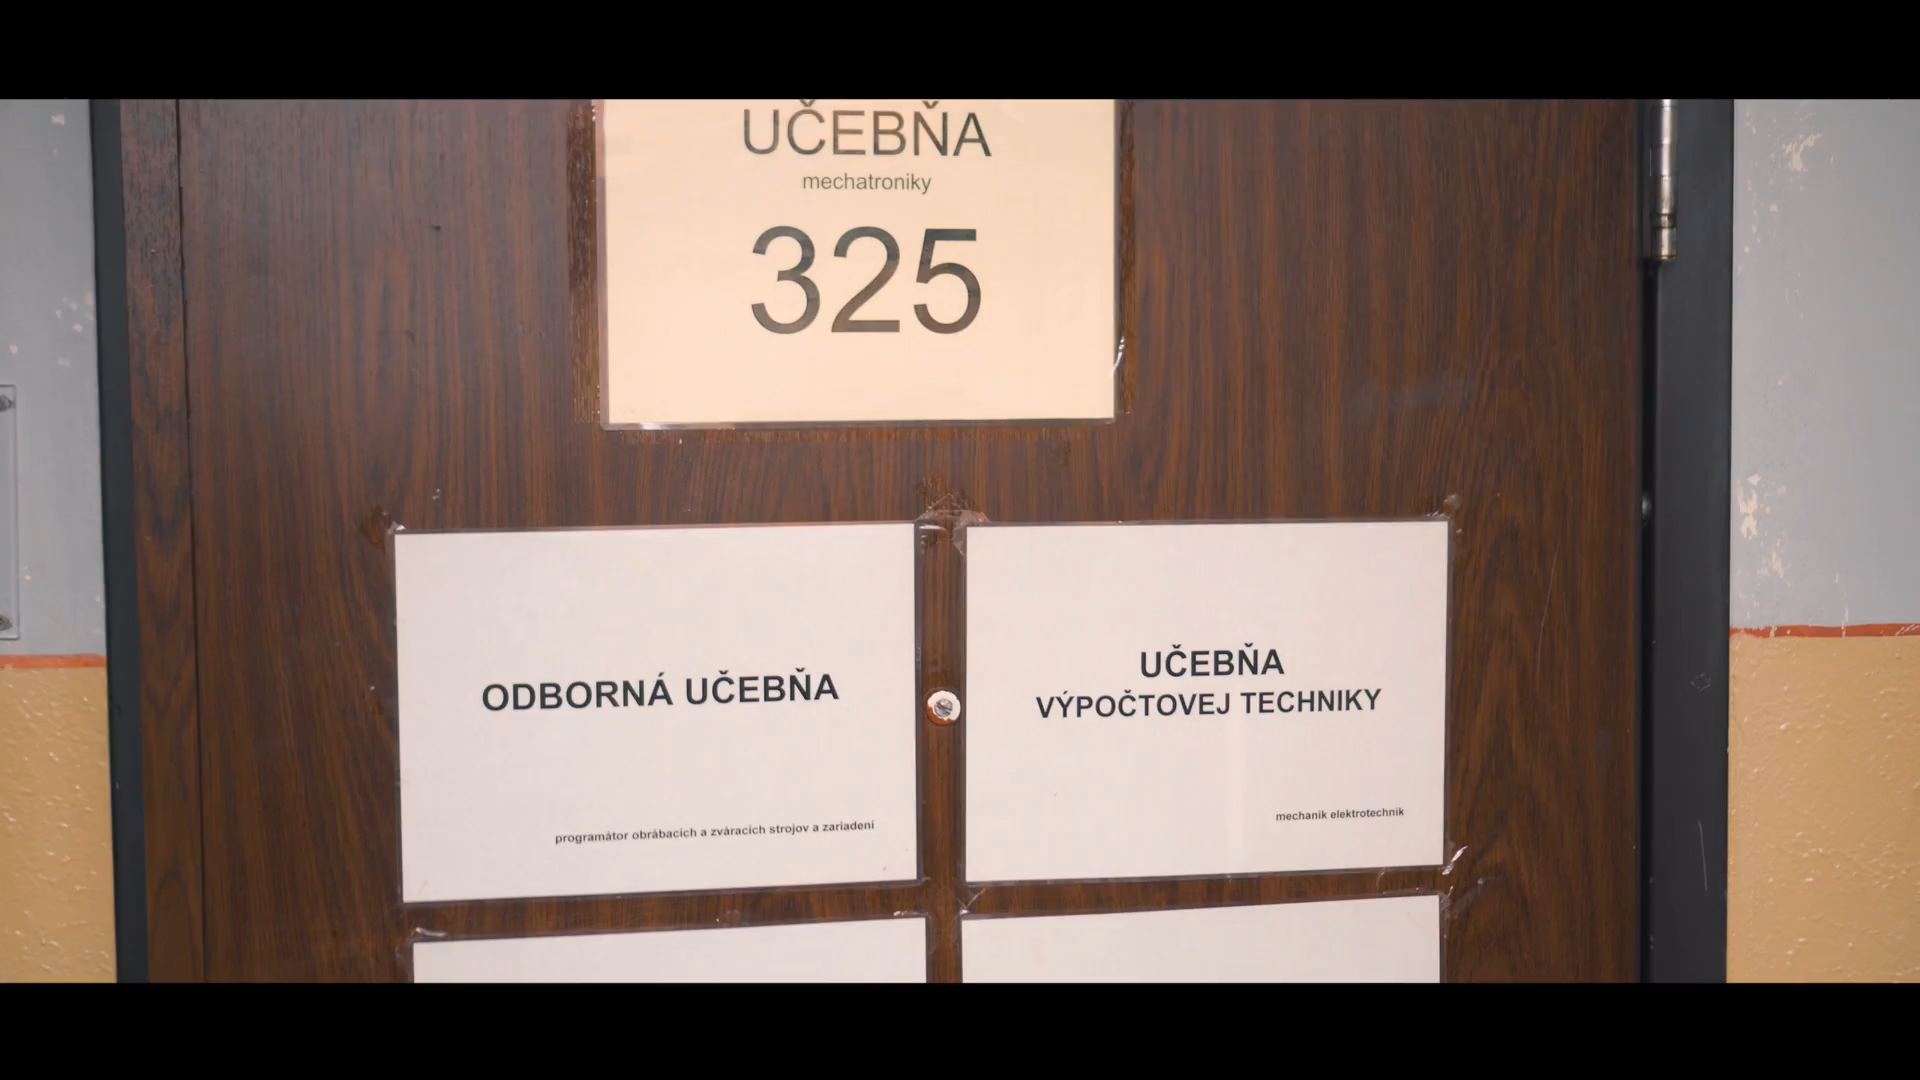 UČEBŇA
mechatroniky
325
ODBORNÁ UČEBŇA
programátor obrábacích a zváracích strojov a zariadení
UČEBŇA
VÝPOČTOVEJ TECHNIKY
mechanik elektrotechnik